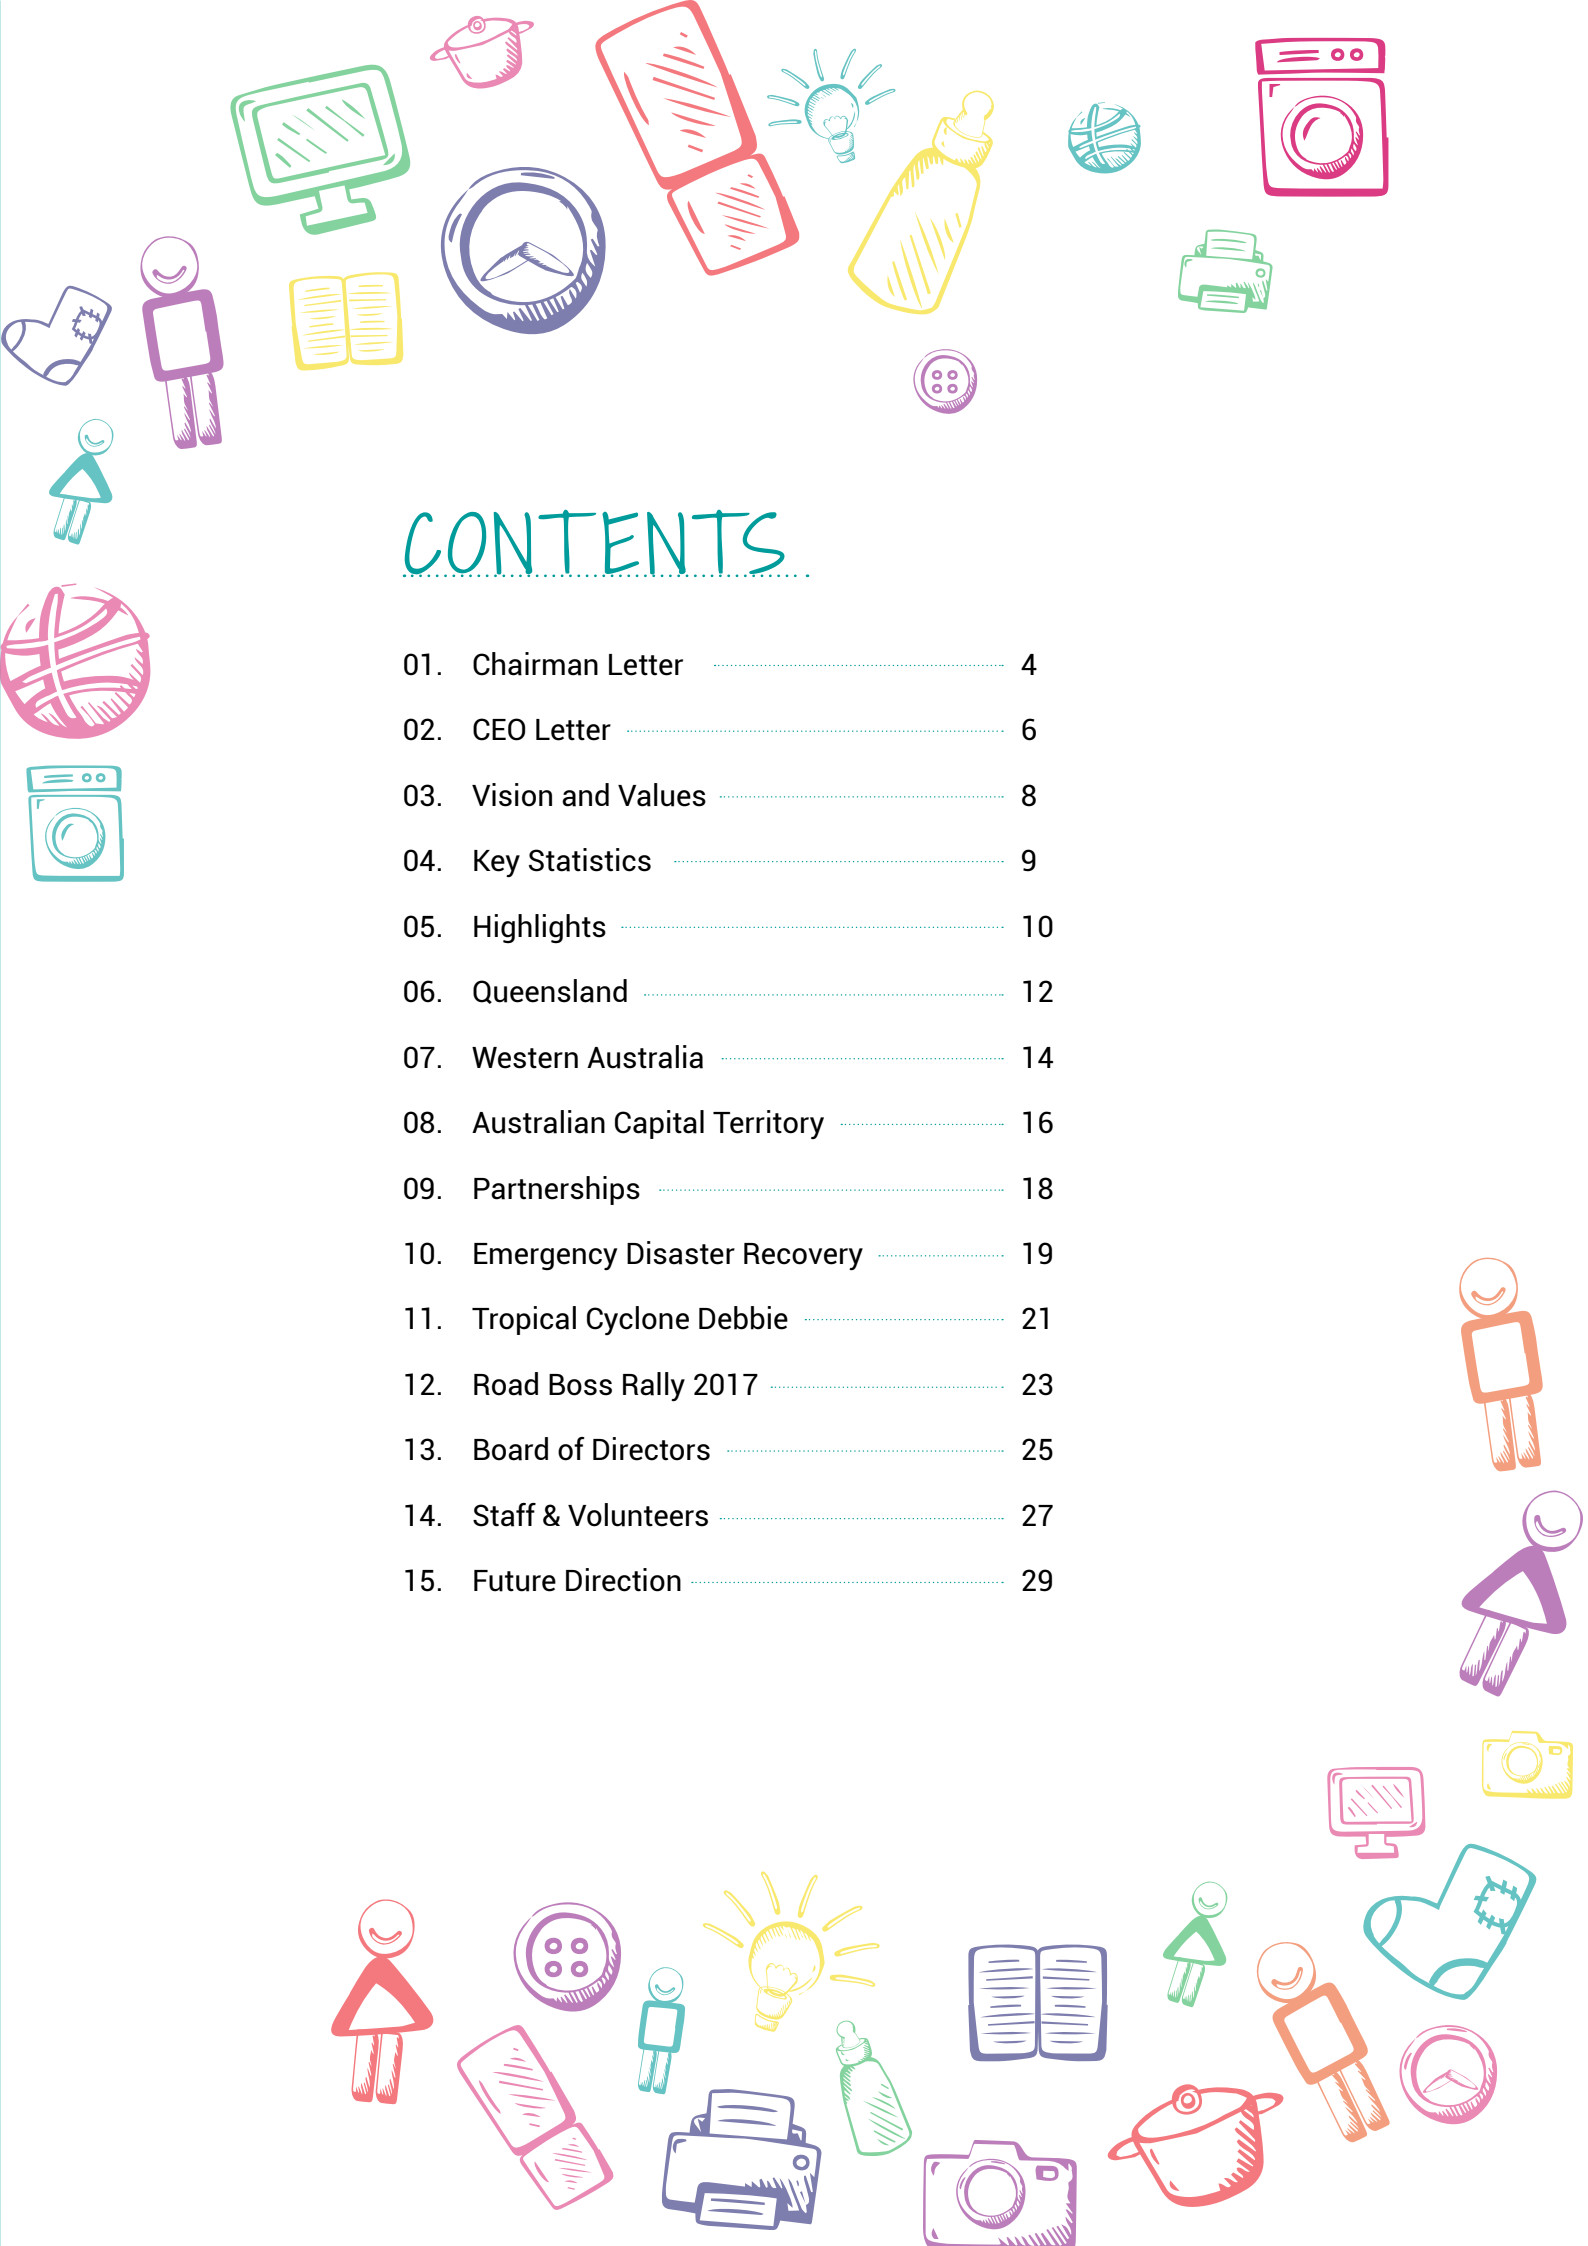 CONTENTS
01. Chairman Letter 4
02. CEO Letter 6
03. Vision and Values 8
04. Key Statistics 9
05. Highlights 10
06. Queensland 12
07. Western Australia 14
08. Australian Capital Territory 16
09. Partnerships 18
10. Emergency Disaster Recovery 19
11. Tropical Cyclone Debbie 21
12. Road Boss Rally 2017 23
13. Board of Directors 25
14. Staff & Volunteers 27
15. Future Direction 29